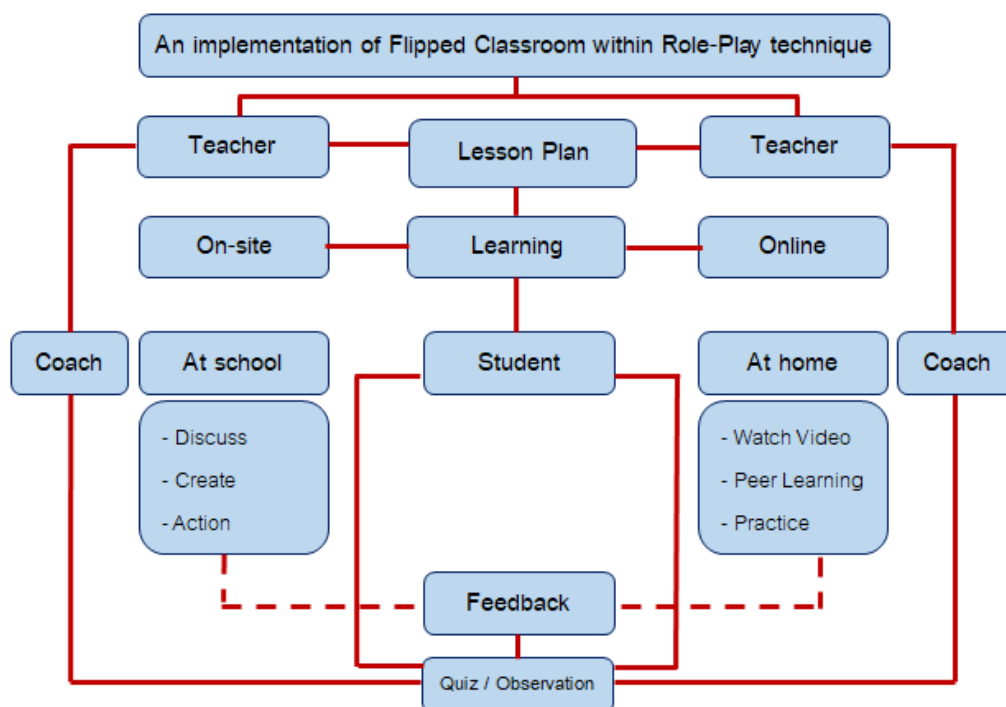 An implementation of Flipped Classroom within Role-Play technique
Teacher
Lesson Plan
Teacher
On-site
Learning
Online
Coach
At school
Student
At home
Coach
- Discuss
- Create
- Action
- Watch Video
- Peer Learning
- Practice
Feedback
Quiz / Observation